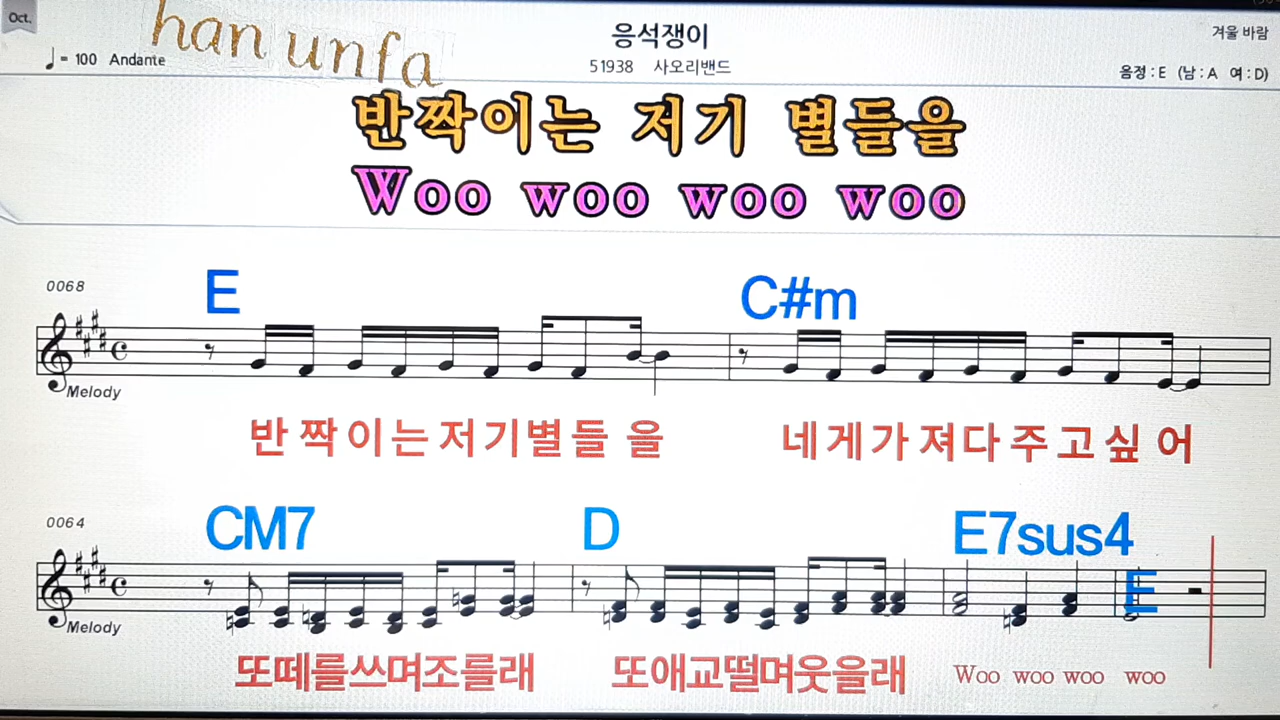 Oct.
han unfa
응석쟁이
겨울 바람
♩ = 100 Andante
51938 사오리밴드
음정 : E (남 : A 여 : D)
반짝이는 저기 별들을
Woo woo woo woo
0068
E C#m
Melody
반 짝 이 는 저 기 별 들 을 네 게 가 져 다 주 고 싶 어
0064
CM7 D E7sus4 E
Melody
또떼를쓰며조를래 또애교떨며웃을래 Woo woo woo woo